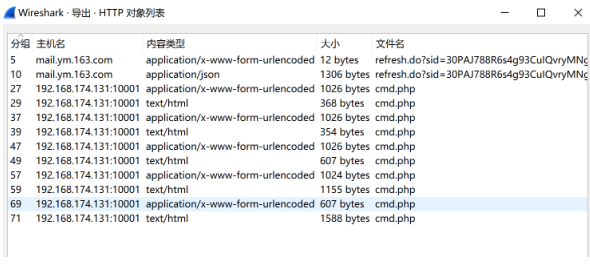 Wireshark · 导出 · HTTP 对象列表
分组 主机名 内容类型 大小 文件名
5 mail.ym.163.com application/x-www-form-urlencoded 12 bytes refresh.do?sid=30PAJ788R6s4g93CuIQvryMNg
10 mail.ym.163.com application/json 1306 bytes refresh.do?sid=30PAJ788R6s4g93CuIQvryMNg
27 192.168.174.131:10001 application/x-www-form-urlencoded 1026 bytes cmd.php
29 192.168.174.131:10001 text/html 368 bytes cmd.php
37 192.168.174.131:10001 application/x-www-form-urlencoded 1026 bytes cmd.php
39 192.168.174.131:10001 text/html 354 bytes cmd.php
47 192.168.174.131:10001 application/x-www-form-urlencoded 1026 bytes cmd.php
49 192.168.174.131:10001 text/html 607 bytes cmd.php
57 192.168.174.131:10001 application/x-www-form-urlencoded 1024 bytes cmd.php
59 192.168.174.131:10001 text/html 1155 bytes cmd.php
69 192.168.174.131:10001 application/x-www-form-urlencoded 607 bytes cmd.php
71 192.168.174.131:10001 text/html 1588 bytes cmd.php